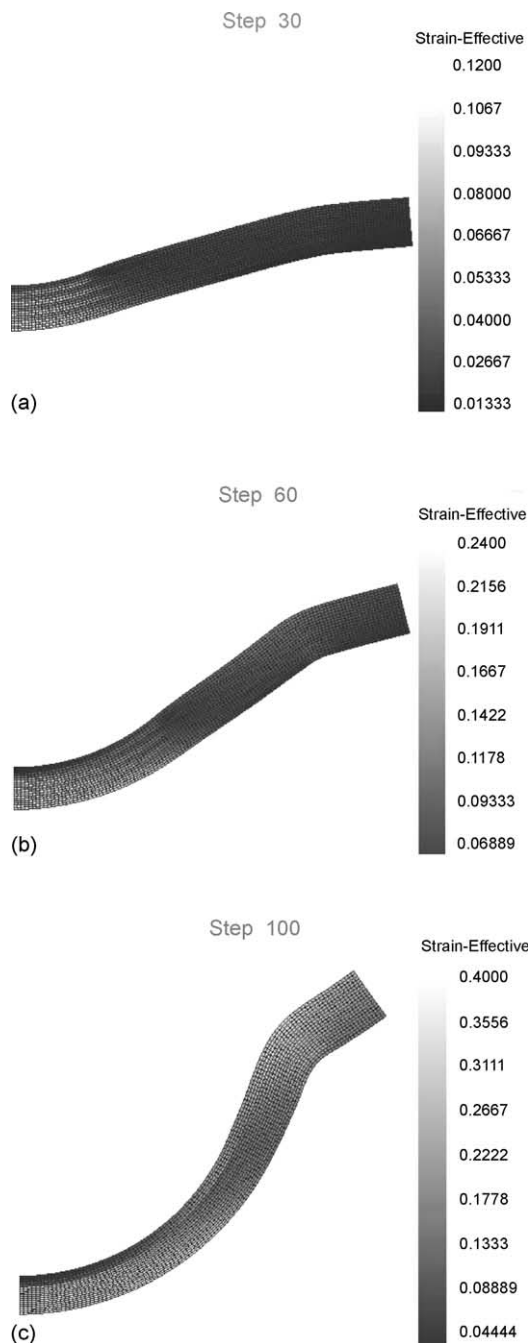 Step 30
Strain-Effective
0.1200
0.1067
0.09333
0.08000
0.06667
0.05333
0.04000
0.02667
0.01333
(a)
Step 60
Strain-Effective
0.2400
0.2156
0.1911
0.1667
0.1422
0.1178
0.09333
0.06889
(b)
Step 100
Strain-Effective
0.4000
0.3556
0.3111
0.2667
0.2222
0.1778
0.1333
0.08889
0.04444
(c)